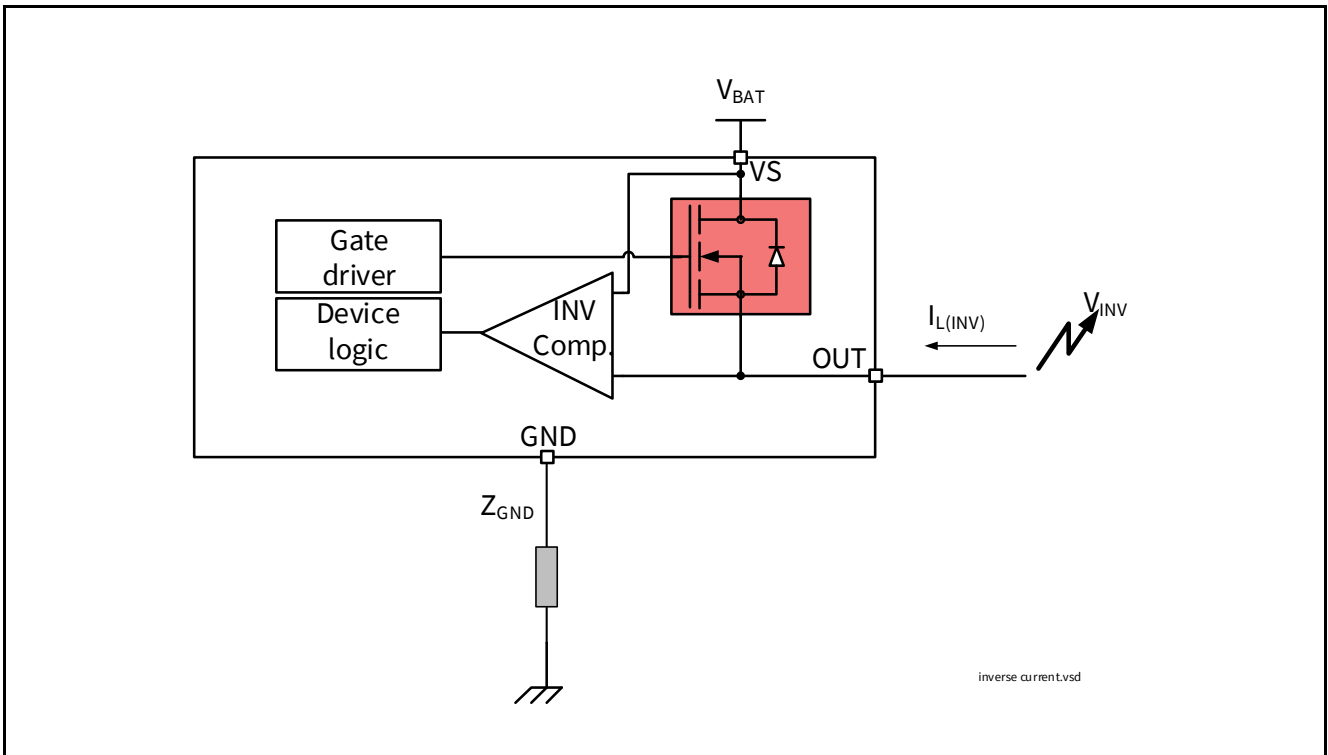 VBAT
VS
Gate
driver
Device
logic
INV
Comp.
IL(INV)
VINV
OUT
GND
ZGND
inverse current.vsd